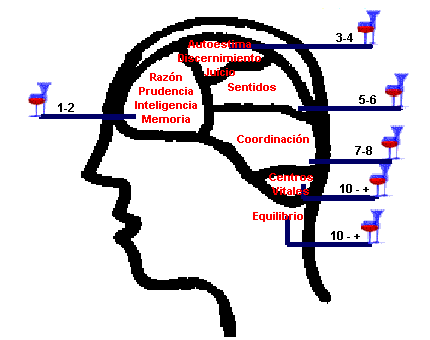 3-4
Autoestima
Discernimiento
Juicio
Razón
Prudencia
Inteligencia
Memoria
Sentidos
1-2
5-6
Coordinación
7-8
Centros
Vitales
10 - +
Equilibrio
10 - +